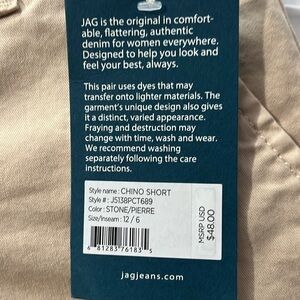 JAG is the original in comfort-
able, flattering, authentic
denim for women everywhere.
Designed to help you look and
feel your best, always.
This pair uses dyes that may
transfer onto lighter materials. The
garment's unique design also gives
it a distinct, varied appearance.
Fraying and destruction may
change with time, wash and wear.
We recommend washing
separately following the care
instructions.
Style name : CHINO SHORT
Style # : J5138PCT689
Color : STONE/PIERRE
Size/Inseam : 12 / 6
6 81283 76183 5
MSRP USD
$48.00
jagjeans.com